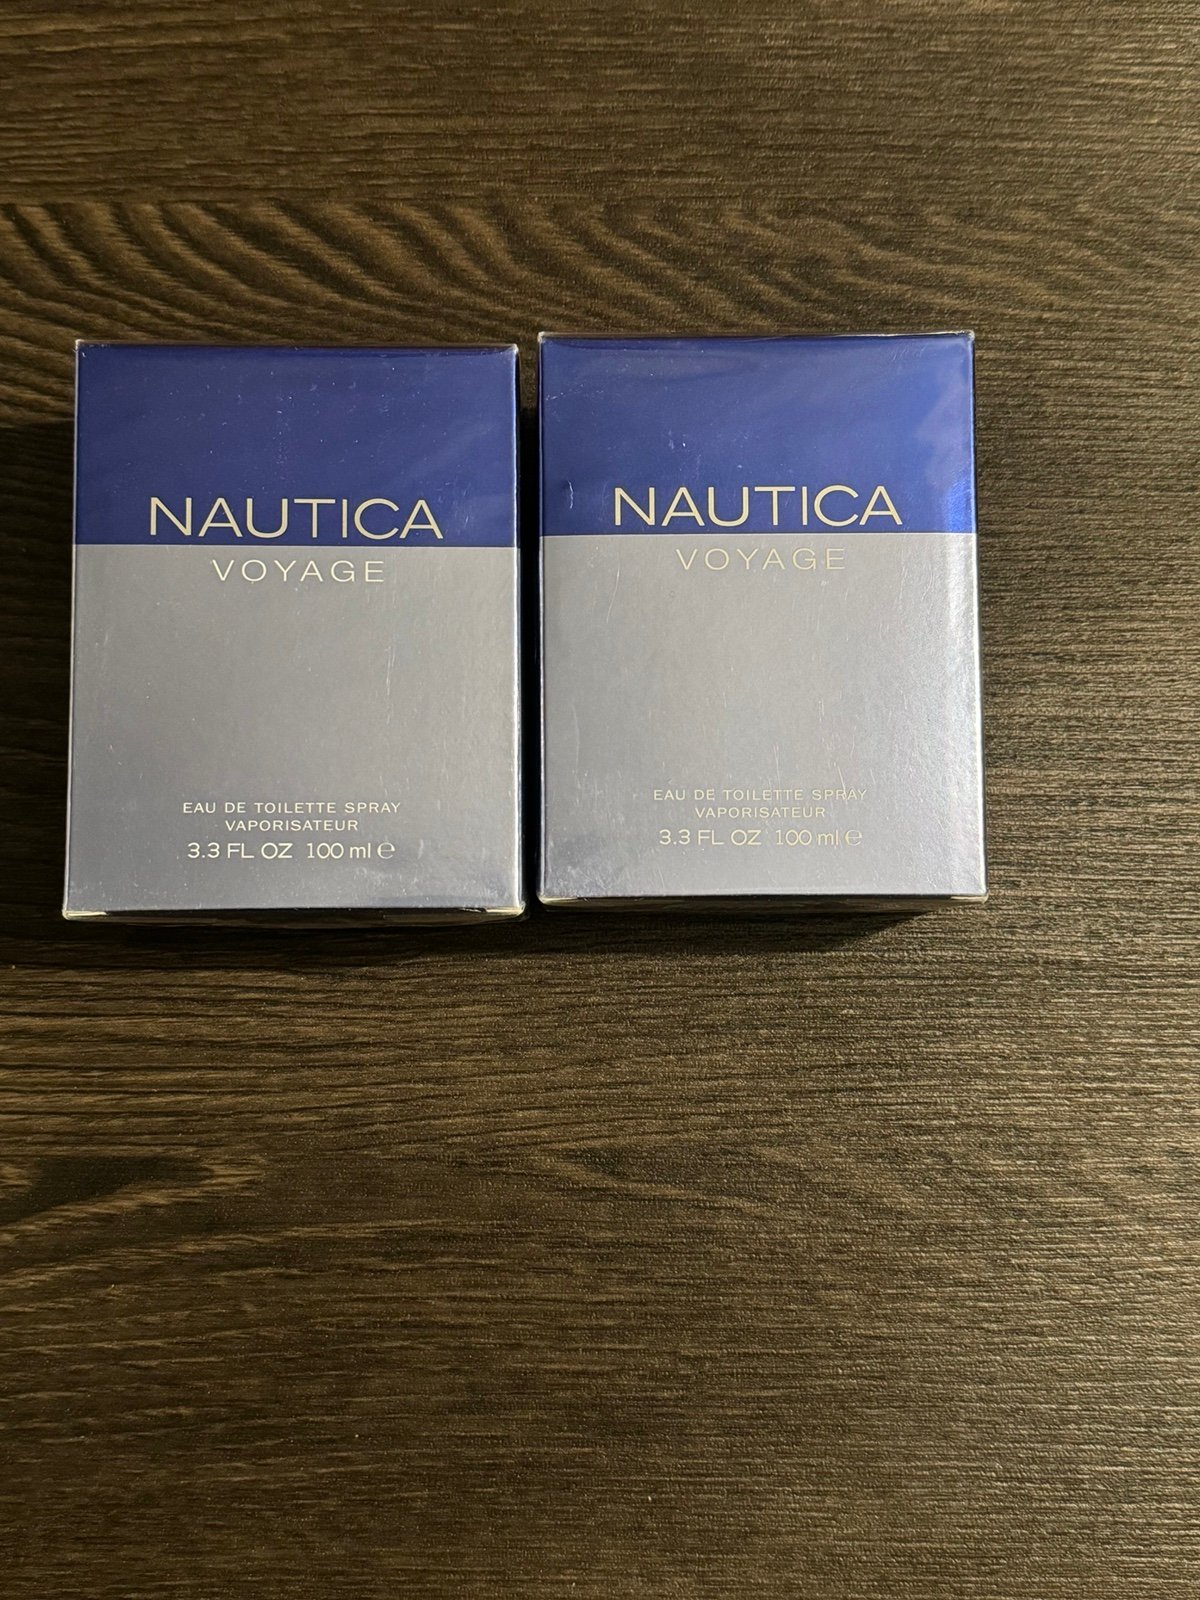 NAUTICA
VOYAGE
EAU DE TOILETTE SPRAY
VAPORISATEUR
3.3 FL OZ 100 ml ℮
NAUTICA
VOYAGE
EAU DE TOILETTE SPRAY
VAPORISATEUR
3.3 FL OZ 100 ml ℮